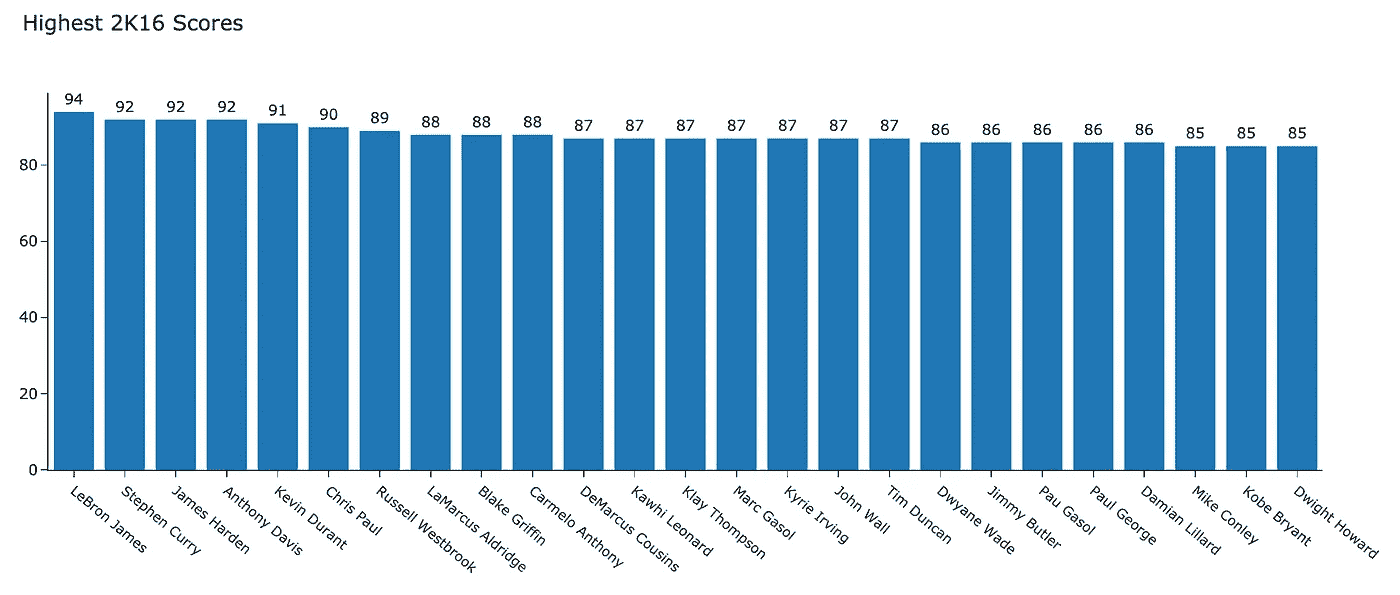 Highest 2K16 Scores
94 92 92 92 91 90 89 88 88 88 87 87 87 87 87 87 87 86 86 86 86 86 85 85 85
80
60
40
20
0
LeBron James
Stephen Curry
James Harden
Anthony Davis
Kevin Durant
Chris Paul
Russell Westbrook
LaMarcus Aldridge
Blake Griffin
Carmelo Anthony
DeMarcus Cousins
Kawhi Leonard
Klay Thompson
Marc Gasol
Kyrie Irving
John Wall
Tim Duncan
Dwyane Wade
Jimmy Butler
Pau Gasol
Paul George
Damian Lillard
Mike Conley
Kobe Bryant
Dwight Howard